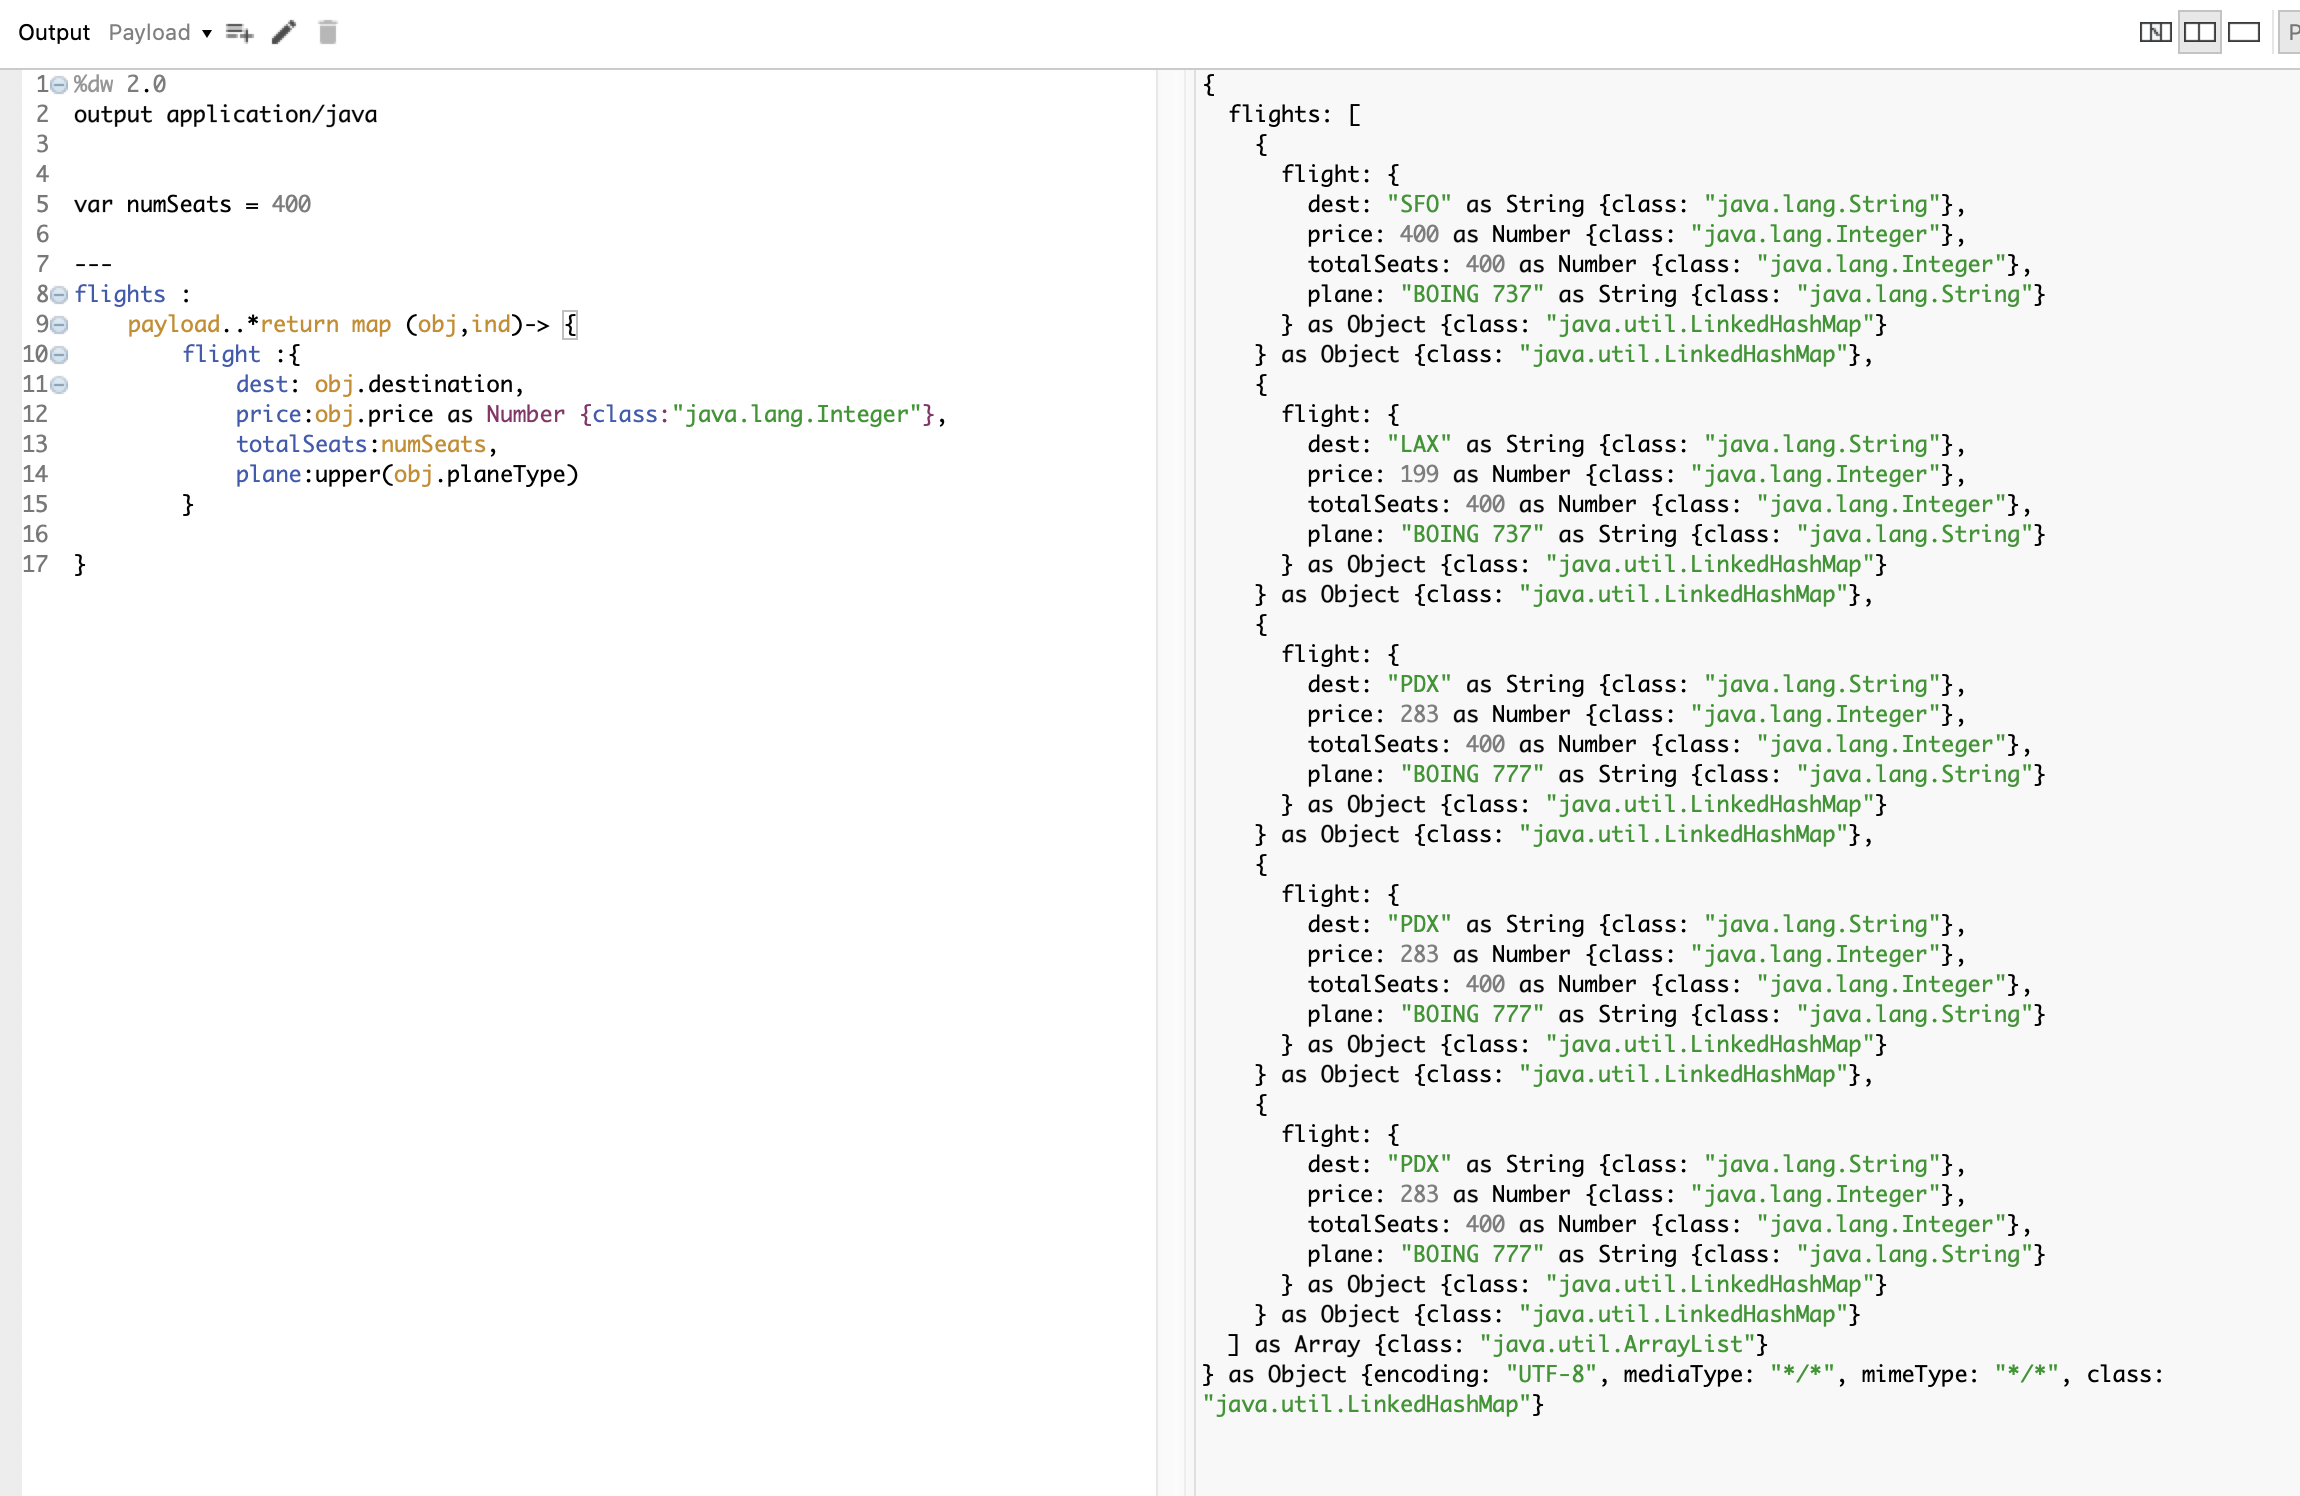 Output Payload
P
1 %dw 2.0
2 output application/java
3
4
5 var numSeats = 400
6
7 ---
8 flights :
9     payload..*return map (obj,ind)-> {
10         flight :{
11             dest: obj.destination,
12             price:obj.price as Number {class:"java.lang.Integer"},
13             totalSeats:numSeats,
14             plane:upper(obj.planeType)
15         }
16
17 }
{
  flights: [
    {
      flight: {
        dest: "SFO" as String {class: "java.lang.String"},
        price: 400 as Number {class: "java.lang.Integer"},
        totalSeats: 400 as Number {class: "java.lang.Integer"},
        plane: "BOING 737" as String {class: "java.lang.String"}
      } as Object {class: "java.util.LinkedHashMap"}
    } as Object {class: "java.util.LinkedHashMap"},
    {
      flight: {
        dest: "LAX" as String {class: "java.lang.String"},
        price: 199 as Number {class: "java.lang.Integer"},
        totalSeats: 400 as Number {class: "java.lang.Integer"},
        plane: "BOING 737" as String {class: "java.lang.String"}
      } as Object {class: "java.util.LinkedHashMap"}
    } as Object {class: "java.util.LinkedHashMap"},
    {
      flight: {
        dest: "PDX" as String {class: "java.lang.String"},
        price: 283 as Number {class: "java.lang.Integer"},
        totalSeats: 400 as Number {class: "java.lang.Integer"},
        plane: "BOING 777" as String {class: "java.lang.String"}
      } as Object {class: "java.util.LinkedHashMap"}
    } as Object {class: "java.util.LinkedHashMap"},
    {
      flight: {
        dest: "PDX" as String {class: "java.lang.String"},
        price: 283 as Number {class: "java.lang.Integer"},
        totalSeats: 400 as Number {class: "java.lang.Integer"},
        plane: "BOING 777" as String {class: "java.lang.String"}
      } as Object {class: "java.util.LinkedHashMap"}
    } as Object {class: "java.util.LinkedHashMap"},
    {
      flight: {
        dest: "PDX" as String {class: "java.lang.String"},
        price: 283 as Number {class: "java.lang.Integer"},
        totalSeats: 400 as Number {class: "java.lang.Integer"},
        plane: "BOING 777" as String {class: "java.lang.String"}
      } as Object {class: "java.util.LinkedHashMap"}
    } as Object {class: "java.util.LinkedHashMap"}
  ] as Array {class: "java.util.ArrayList"}
} as Object {encoding: "UTF-8", mediaType: "*/*", mimeType: "*/*", class:
"java.util.LinkedHashMap"}